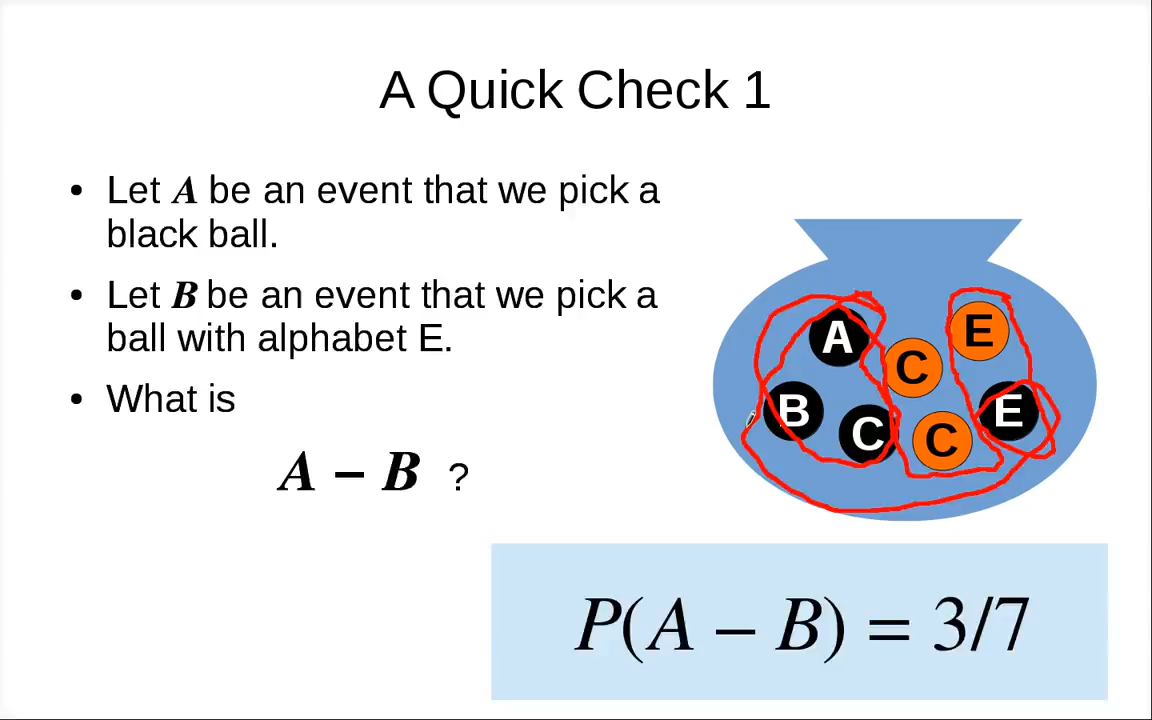 A Quick Check 1
• Let A be an event that we pick a
black ball.
• Let B be an event that we pick a
ball with alphabet E.
• What is
A − B ?
A
E
C
B
E
C
C
P(A − B) = 3/7